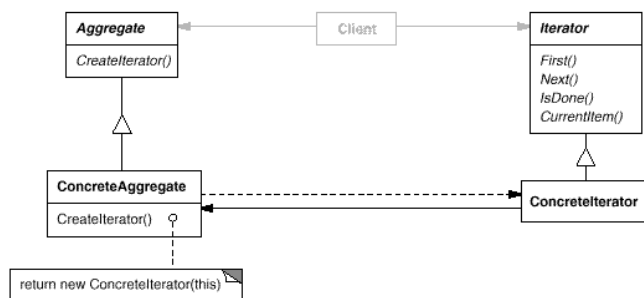 Aggregate
CreateIterator()
Client
Iterator
First()
Next()
IsDone()
CurrentItem()
ConcreteAggregate
CreateIterator()
ConcreteIterator
return new ConcreteIterator(this)